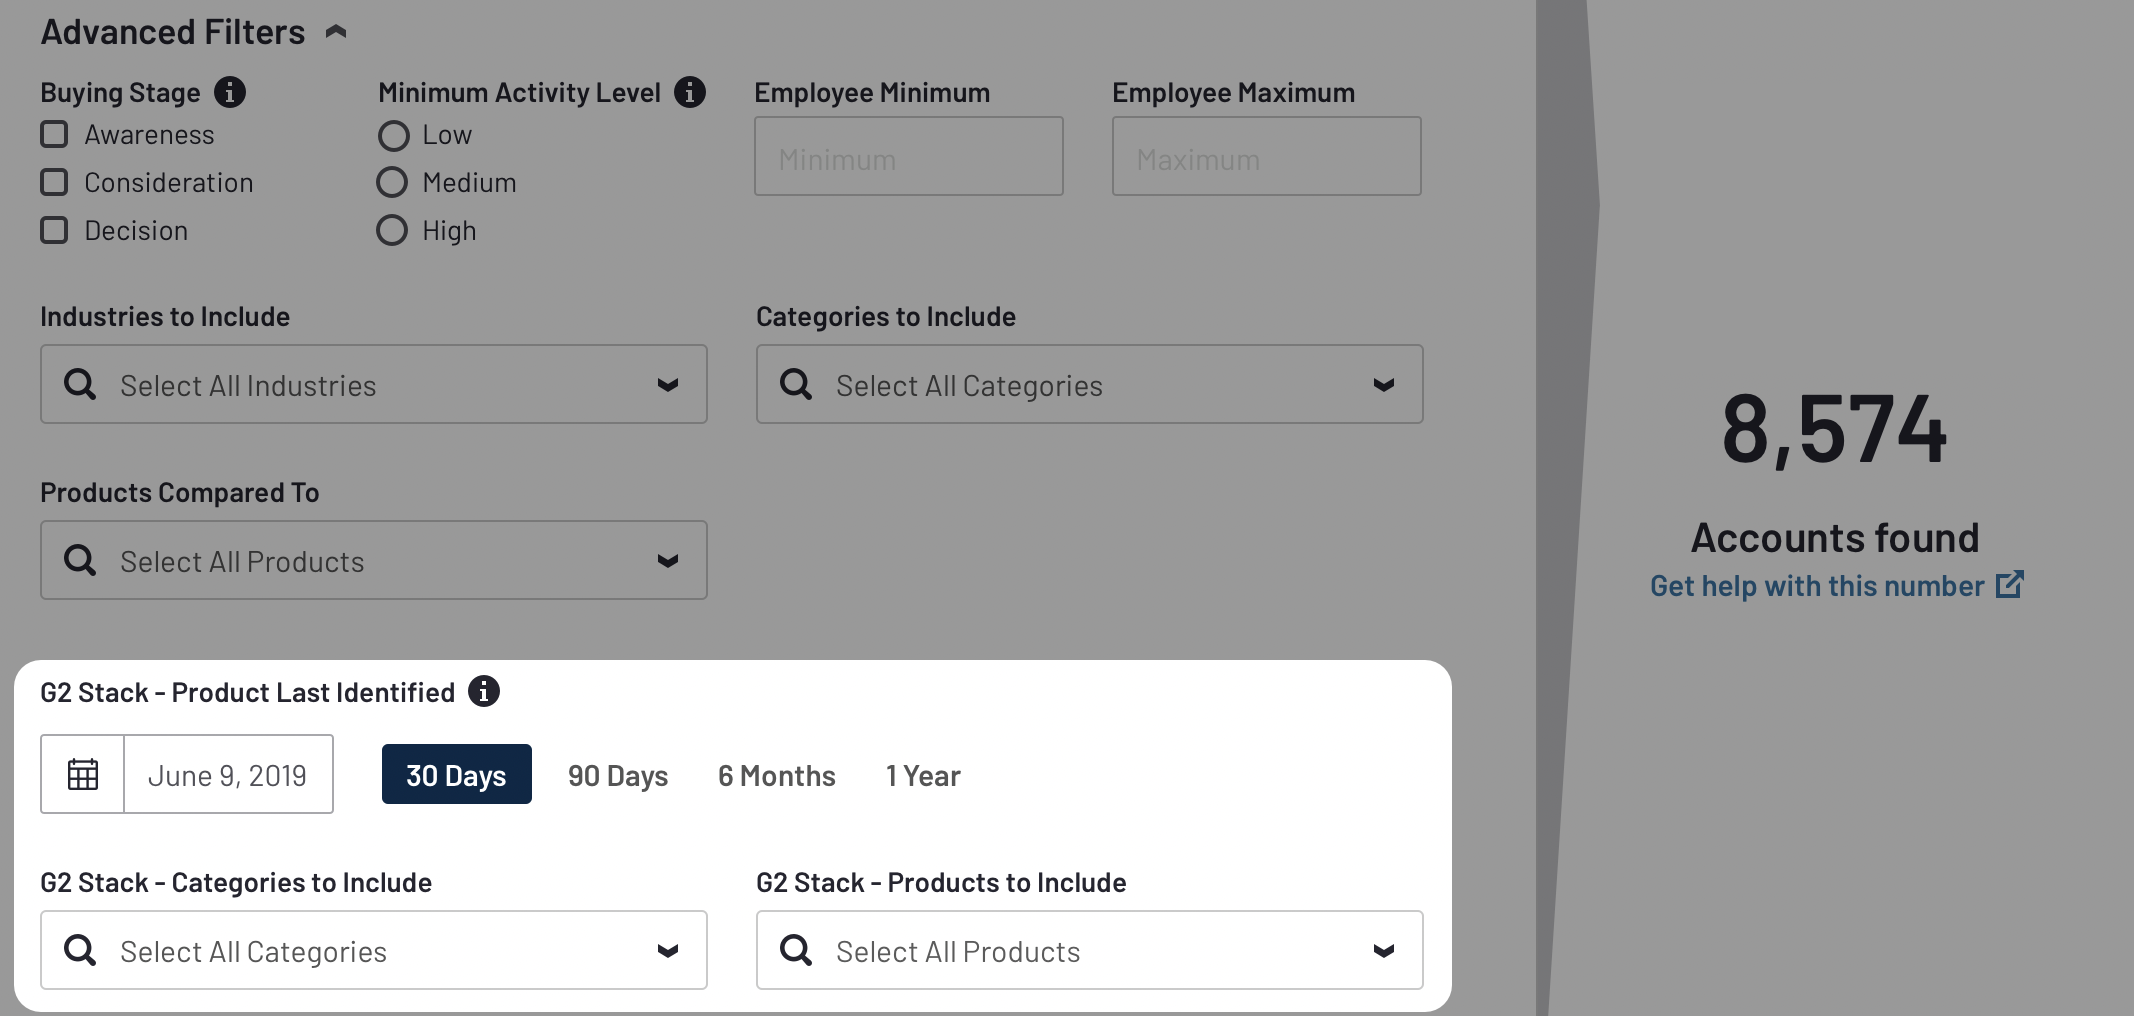 Advanced Filters
Buying Stage
Awareness
Consideration
Decision
Minimum Activity Level
Low
Medium
High
Employee Minimum
Minimum
Employee Maximum
Maximum
Industries to Include
Select All Industries
Categories to Include
Select All Categories
Products Compared To
Select All Products
8,574
Accounts found
Get help with this number
G2 Stack - Product Last Identified
June 9, 2019
30 Days 90 Days 6 Months 1 Year
G2 Stack - Categories to Include
Select All Categories
G2 Stack - Products to Include
Select All Products